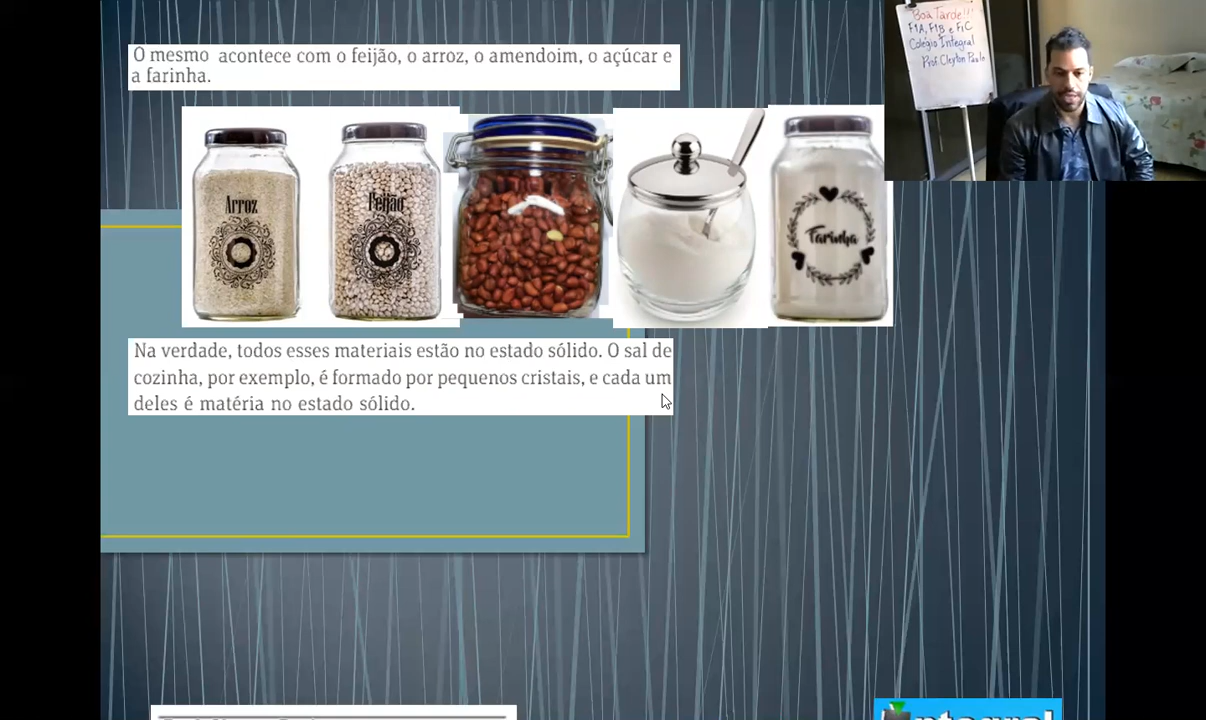 O mesmo acontece com o feijão, o arroz, o amendoim, o açúcar e
a farinha.
"Boa Tarde!!!"
F1A, F1B e F1C
Colégio Integral
Prof. Cleyton Paulo
Arroz
Feijão
Farinha
Na verdade, todos esses materiais estão no estado sólido. O sal de
cozinha, por exemplo, é formado por pequenos cristais, e cada um
deles é matéria no estado sólido.